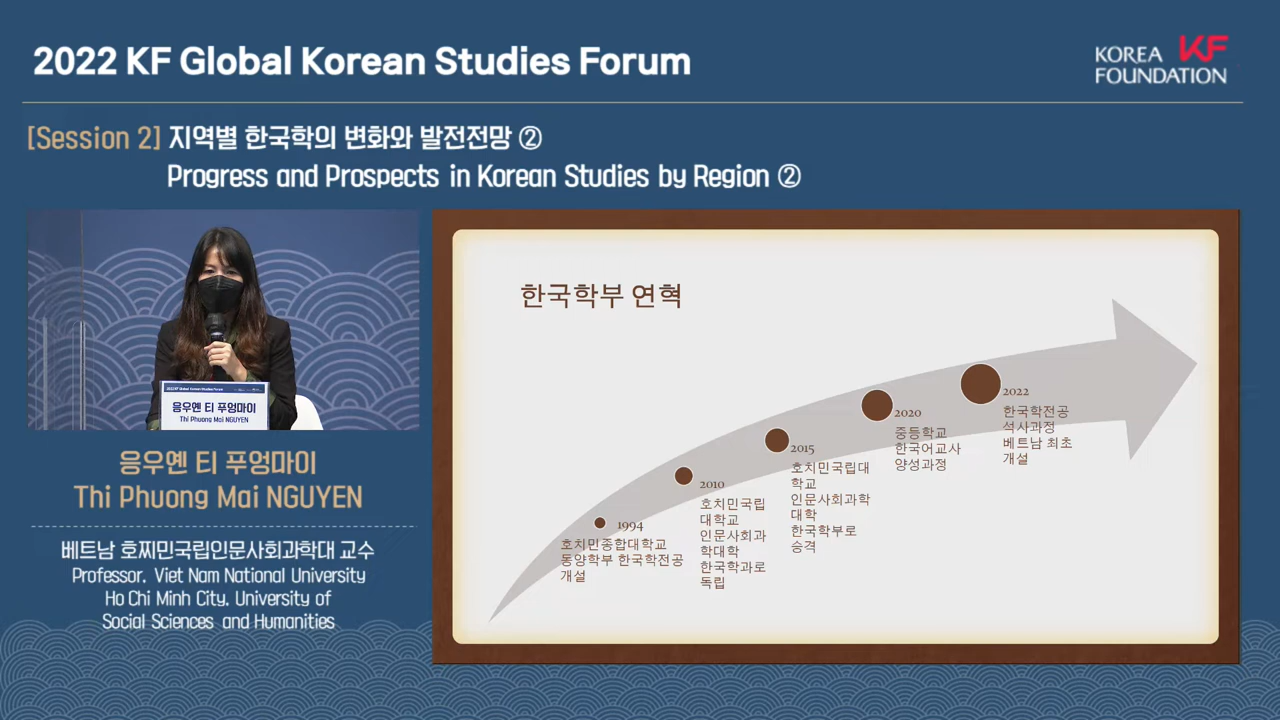 2022 KF Global Korean Studies Forum
KOREA KF
FOUNDATION
[Session 2] 지역별 한국학의 변화와 발전전망 ②
Progress and Prospects in Korean Studies by Region ②
2022 KF Global Korean Studies Forum
응우옌 티 푸엉마이
Thi Phuong Mai NGUYEN
응우옌 티 푸엉마이
Thi Phuong Mai NGUYEN
베트남 호찌민국립인문사회과학대 교수
Professor, Viet Nam National University
Ho Chi Minh City, University of
Social Sciences and Humanities
한국학부 연혁
1994
호치민종합대학교
동양학부 한국학전공
개설
2010
호치민국립
대학교
인문사회과
학대학
한국학과로
독립
2015
호치민국립대
학교
인문사회과학
대학
한국학부로
승격
2020
중등학교
한국어교사
양성과정
2022
한국학전공
석사과정
베트남 최초
개설